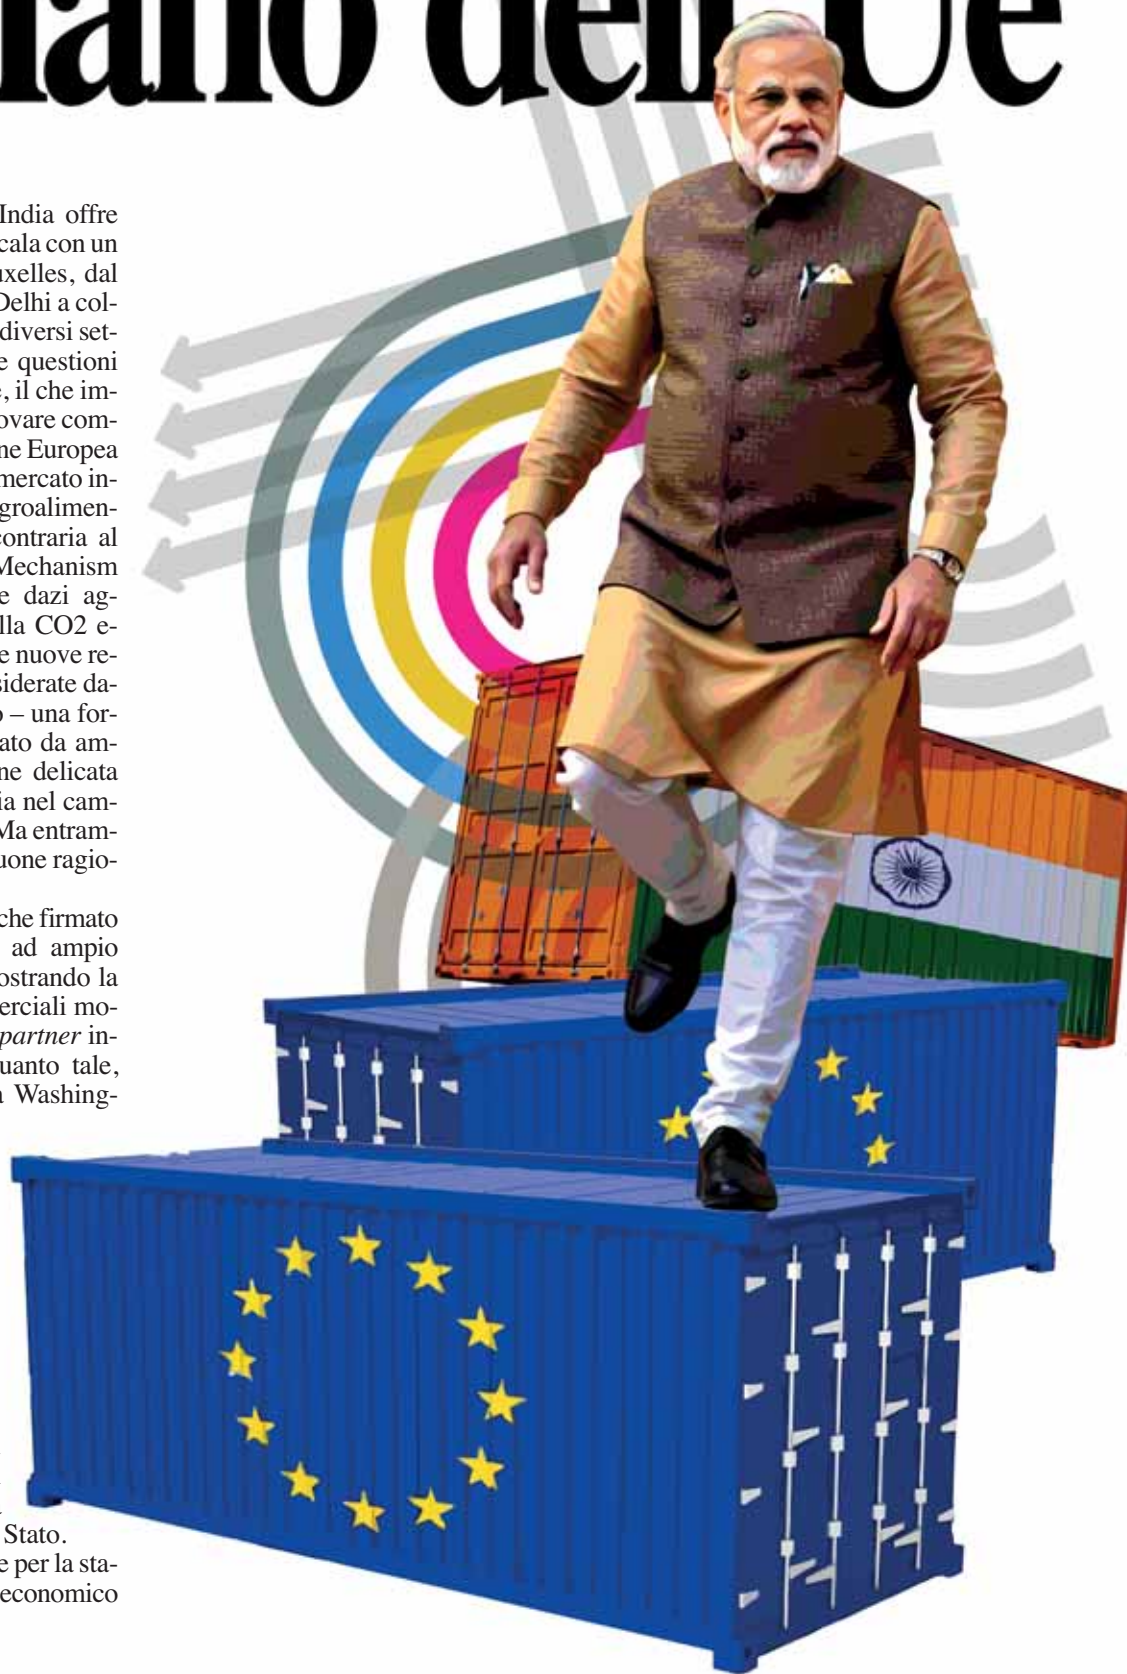 dell'Ue
India offre
cala con un
uxelles, dal
Delhi a col-
diversi set-
e questioni
e, il che im-
ovare com-
ne Europea
mercato in-
groalimen-
contraria al
Mechanism
e dazi ag-
lla CO2 e-
e nuove re-
siderate da-
o – una for-
ato da am-
ne delicata
ia nel cam-
Ma entram-
uone ragio-
che firmato
ad ampio
ostrando la
erciali mo-
partner in-
uanto tale,
a Washing-
Stato.
e per la sta-
economico